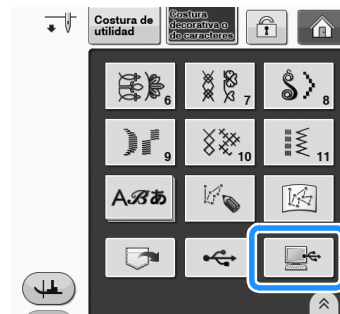 Costura de
utilidad
Costura
decorativa o
de caracteres
6
7
8
9
10
11
Aℬあ